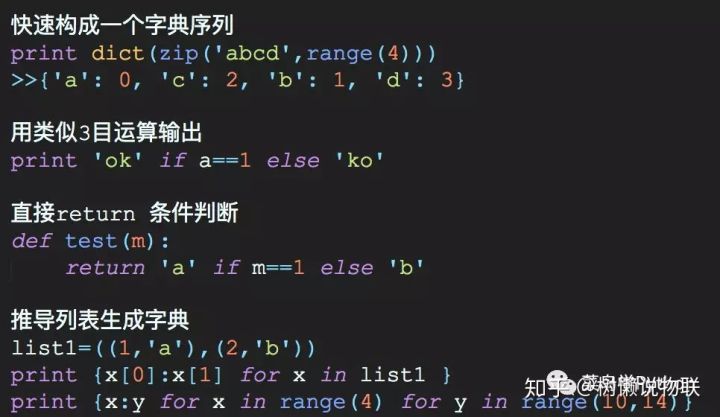 快速构成一个字典序列
print dict(zip('abcd',range(4)))
>>{'a': 0, 'c': 2, 'b': 1, 'd': 3}
用类似3目运算输出
print 'ok' if a==1 else 'ko'
直接return 条件判断
def test(m):
    return 'a' if m==1 else 'b'
推导列表生成字典
list1=((1,'a'),(2,'b'))
print {x[0]:x[1] for x in list1 }
print {x:y for x in range(4) for y in range(10,14)}
知乎 说物联